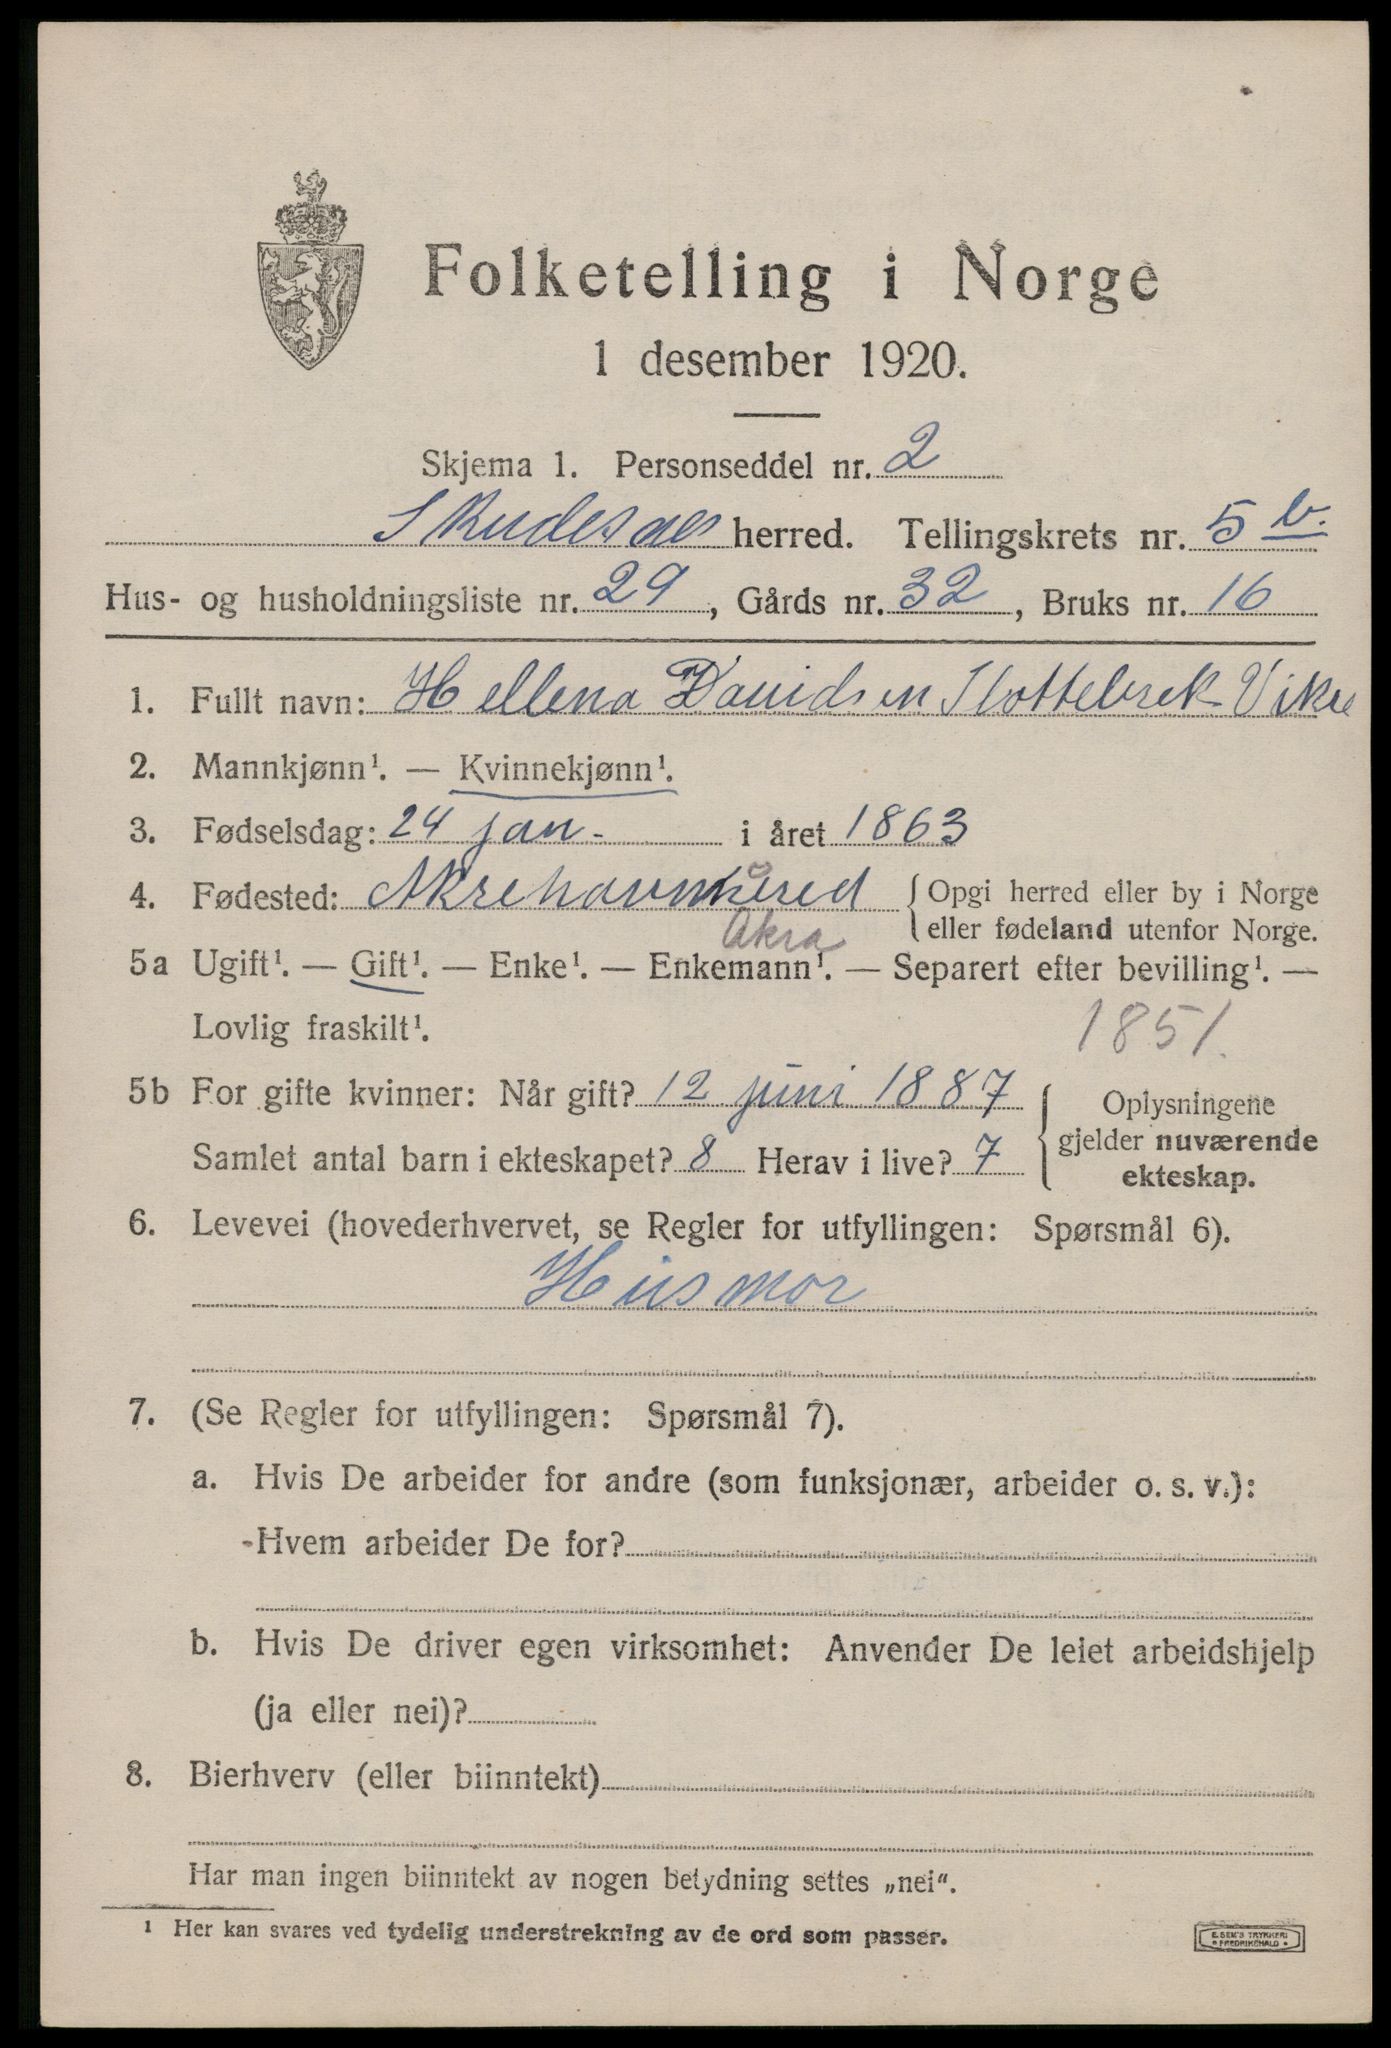 Folketelling i Norge
1 desember 1920.
Skjema 1. Personseddel nr. 2
Skudesnes herred. Tellingskrets nr. 5 b.
Hus- og husholdningsliste nr. 29, Gårds nr. 32, Bruks nr. 16
1. Fullt navn: Hellena Davidsen Slottebrek Vikre
2. Mannkjønn¹. — Kvinnekjønn¹.
3. Fødselsdag: 24 jan- i året 1863
4. Fødested: Akrehavn herred { Opgi herred eller by i Norge
eller fødeland utenfor Norge.
Akra
5a Ugift¹. — Gift¹. — Enke¹. — Enkemann¹. — Separert efter bevilling¹. —
Lovlig fraskilt¹.
1851.
5b For gifte kvinner: Når gift? 12 juni 1887 { Oplysningene
gjelder nuværende
Samlet antal barn i ekteskapet? 8 Herav i live? 7
ekteskap.
6. Levevei (hovederhvervet, se Regler for utfyllingen: Spørsmål 6).
Husmor
7. (Se Regler for utfyllingen: Spørsmål 7).
a. Hvis De arbeider for andre (som funksjonær, arbeider o. s. v.):
Hvem arbeider De for?
b. Hvis De driver egen virksomhet: Anvender De leiet arbeidshjelp
(ja eller nei)?
8. Bierhverv (eller biinntekt)
Har man ingen biinntekt av nogen betydning settes „nei“.
¹ Her kan svares ved tydelig understrekning av de ord som passer.
E. SEM'S TRYKKERI
• FREDRIKSHALD •